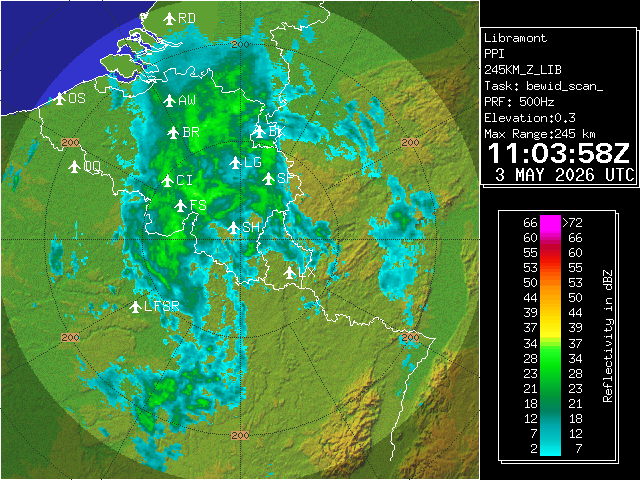 RD
200
OS
AW
BR
B
200
200
QQ
LG
CI
S
FS
SH
LX
LFSR
200
200
200
Libramont
PPI
245KM_Z_LIB
Task: bewid_scan_
PRF: 500Hz
Elevation:0.3
Max Range:245 km
11:03:58Z
3 MAY 2026 UTC
66 >72
60 66
55 60
53 55
50 53
44 50
39 44
37 39
34 37
28 34
23 28
21 23
18 21
12 18
7 12
2 7
Reflectivity in dBZ